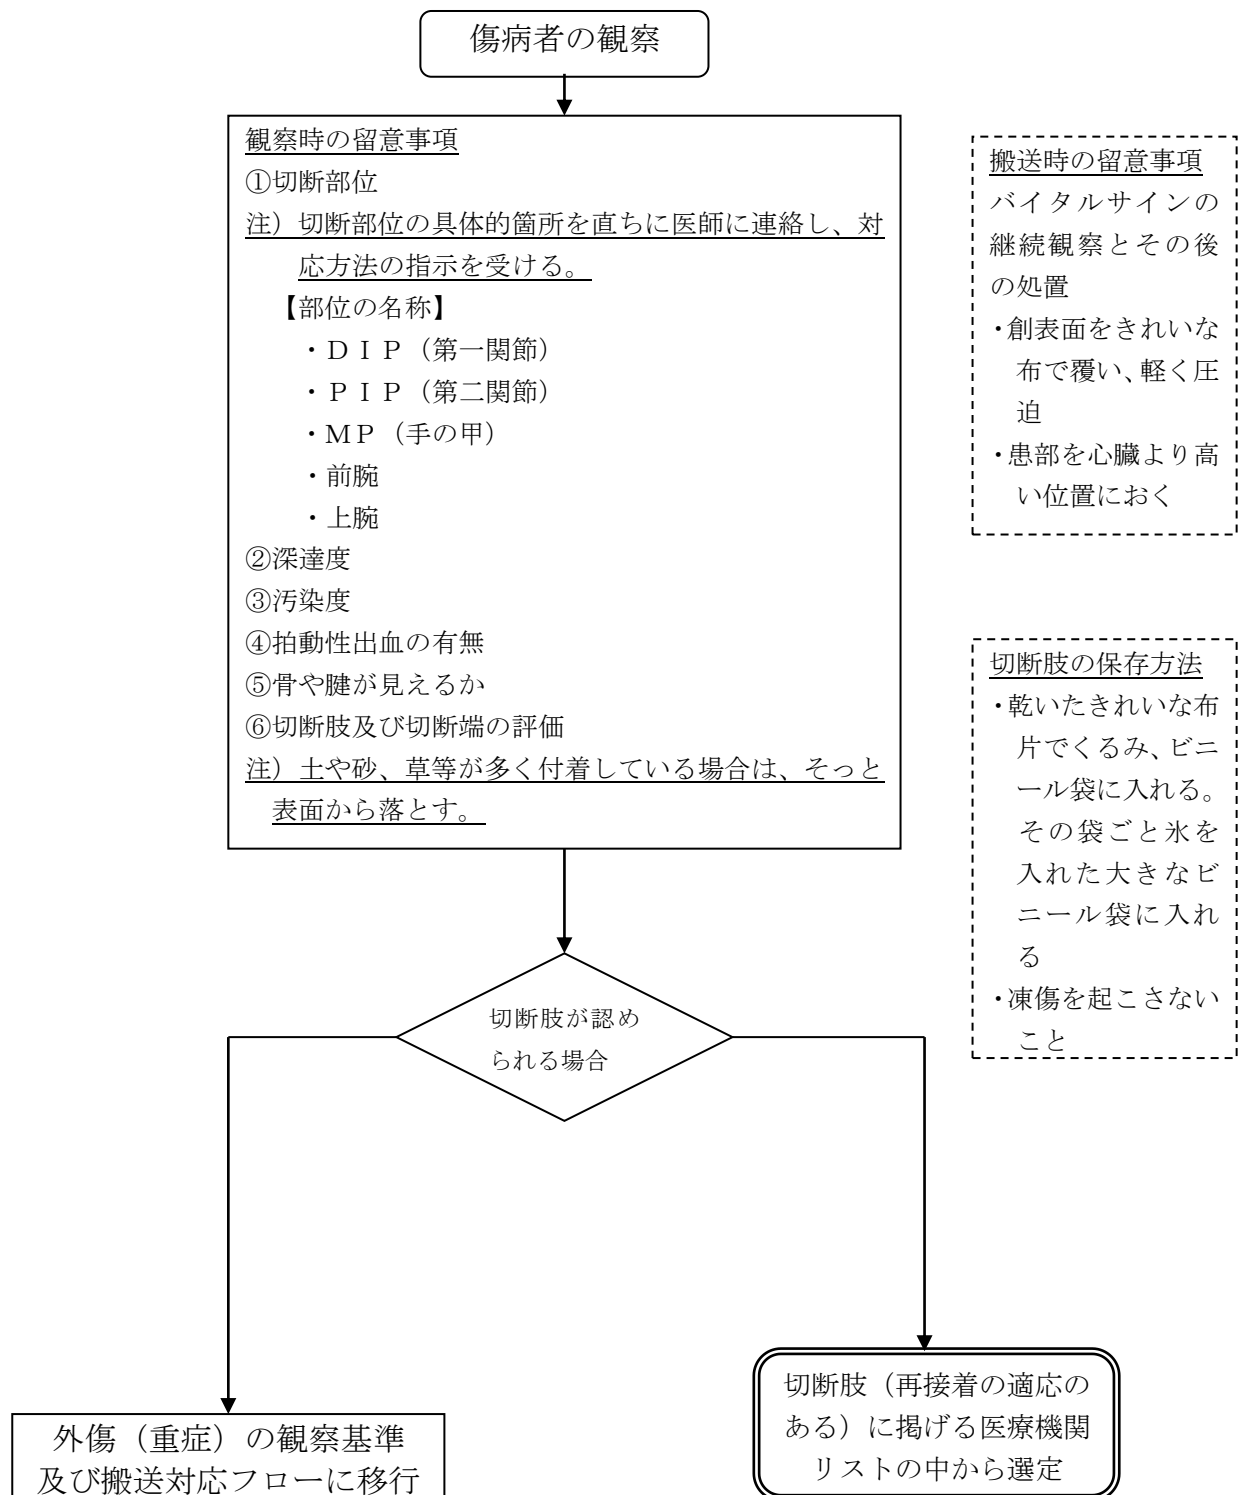 傷病者の観察
観察時の留意事項
①切断部位
注）切断部位の具体的箇所を直ちに医師に連絡し、対
応方法の指示を受ける。
【部位の名称】
・ＤＩＰ（第一関節）
・ＰＩＰ（第二関節）
・ＭＰ（手の甲）
・前腕
・上腕
②深達度
③汚染度
④拍動性出血の有無
⑤骨や腱が見えるか
⑥切断肢及び切断端の評価
注）土や砂、草等が多く付着している場合は、そっと
表面から落とす。
搬送時の留意事項
バイタルサインの
継続観察とその後
の処置
・創表面をきれいな
布で覆い、軽く圧
迫
・患部を心臓より高
い位置におく
切断肢の保存方法
・乾いたきれいな布
片でくるみ、ビニ
ール袋に入れる。
その袋ごと氷を
入れた大きなビ
ニール袋に入れ
る
・凍傷を起こさない
こと
切断肢が認め
られる場合
外傷（重症）の観察基準
及び搬送対応フローに移行
切断肢（再接着の適応の
ある）に掲げる医療機関
リストの中から選定